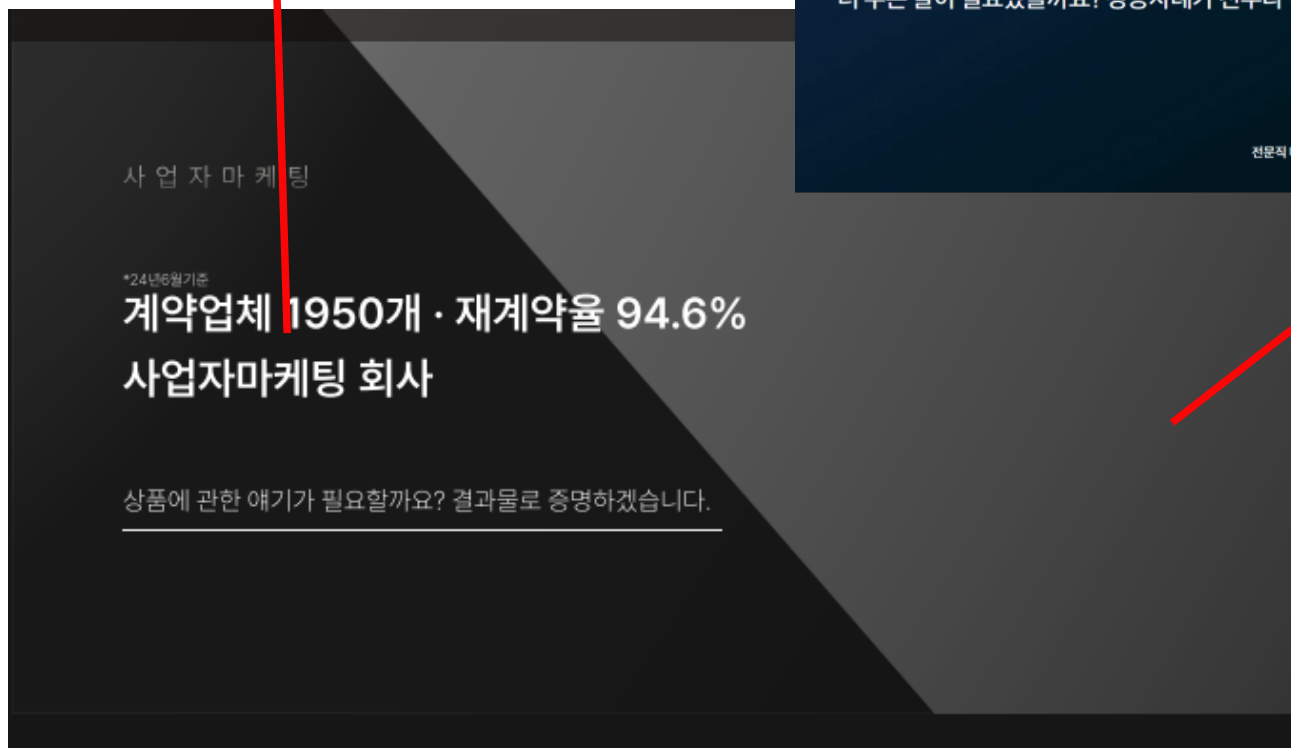 전문직
사업자마케팅
*24년6월기준
계약업체 1950개 · 재계약율 94.6%
사업자마케팅 회사
상품에 관한 얘기가 필요할까요? 결과물로 증명하겠습니다.